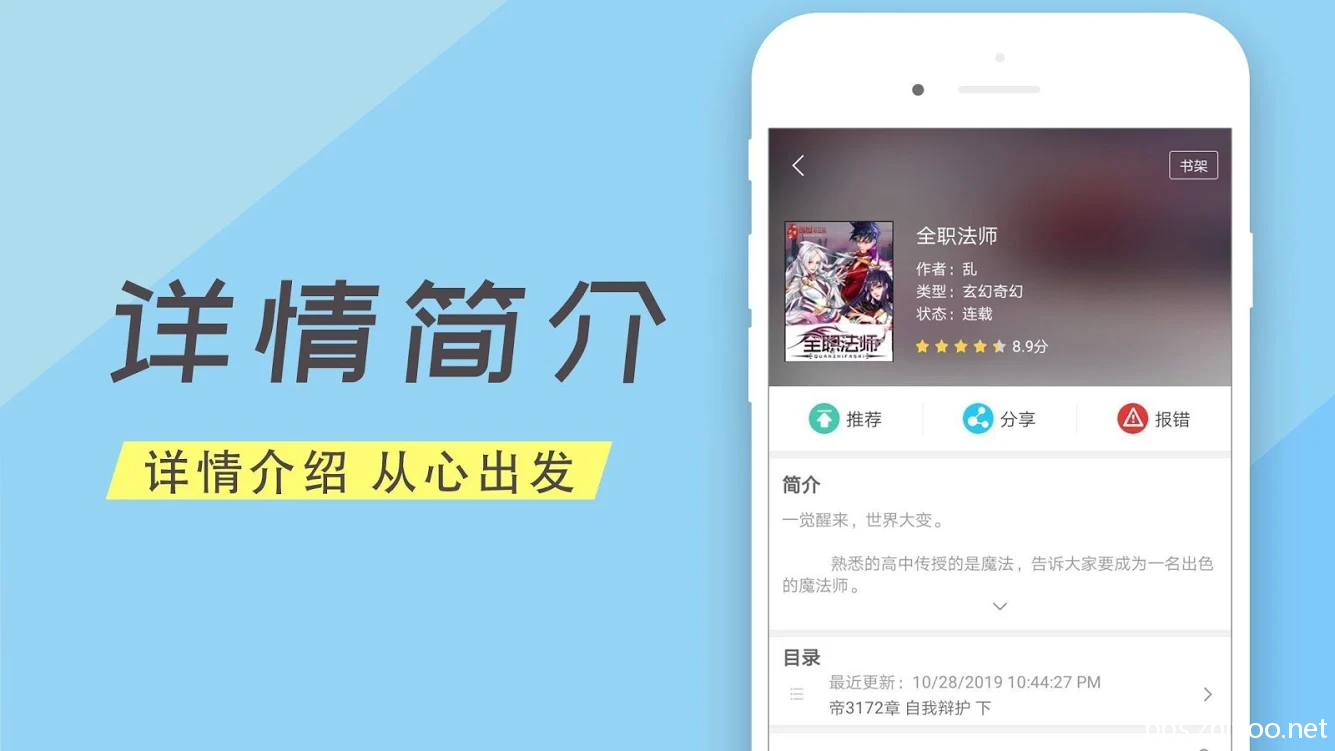 详情简介
详情介绍 从心出发
书架
全职法师
作者：乱
类型：玄幻奇幻
状态：连载
8.9分
全职法师
QUANZHIFASHI
推荐
分享
报错
简介
一觉醒来，世界大变。
熟悉的高中传授的是魔法，告诉大家要成为一名出色
的魔法师。
目录
最近更新：10/28/2019 10:44:27 PM
帝3172章 自我辩护 下